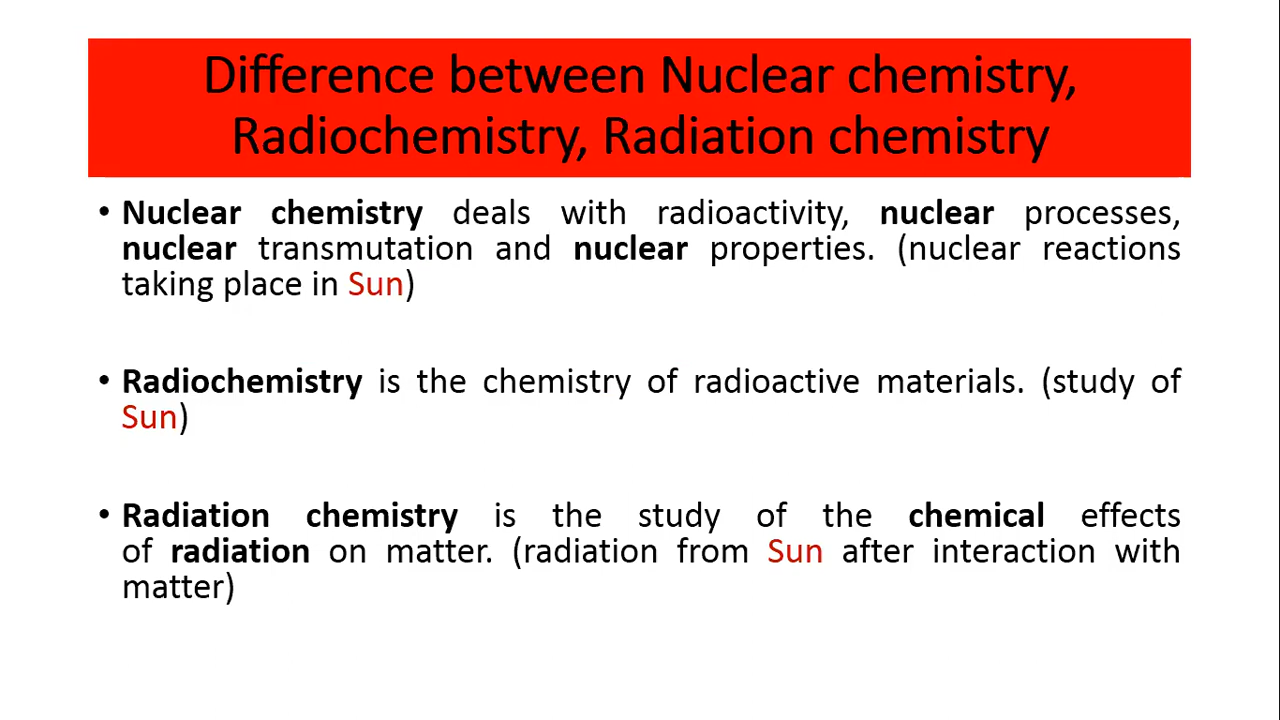 Difference between Nuclear chemistry,
Radiochemistry, Radiation chemistry
• Nuclear chemistry deals with radioactivity, nuclear processes,
nuclear transmutation and nuclear properties. (nuclear reactions
taking place in Sun)
• Radiochemistry is the chemistry of radioactive materials. (study of
Sun)
• Radiation chemistry is the study of the chemical effects
of radiation on matter. (radiation from Sun after interaction with
matter)